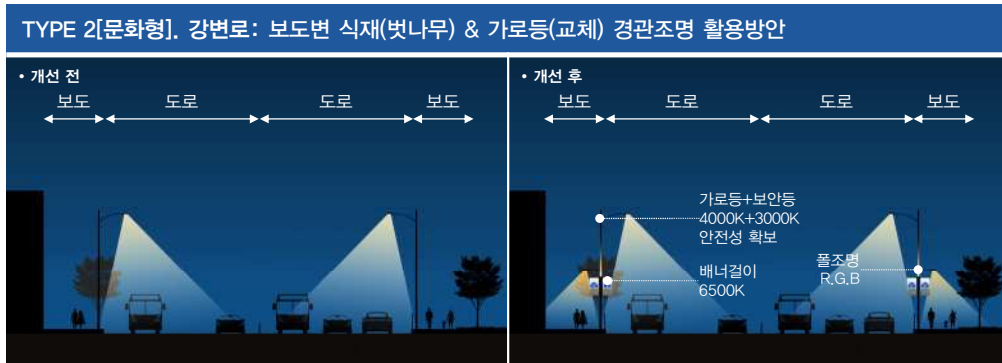 TYPE 2[문화형]. 강변로: 보도변 식재(벗나무) & 가로등(교체) 경관조명 활용방안
• 개선 전
보도 도로 도로 보도
• 개선 후
보도 도로 도로 보도
가로등+보안등
4000K+3000K
안전성 확보
배너걸이
6500K
폴조명
R.G.B